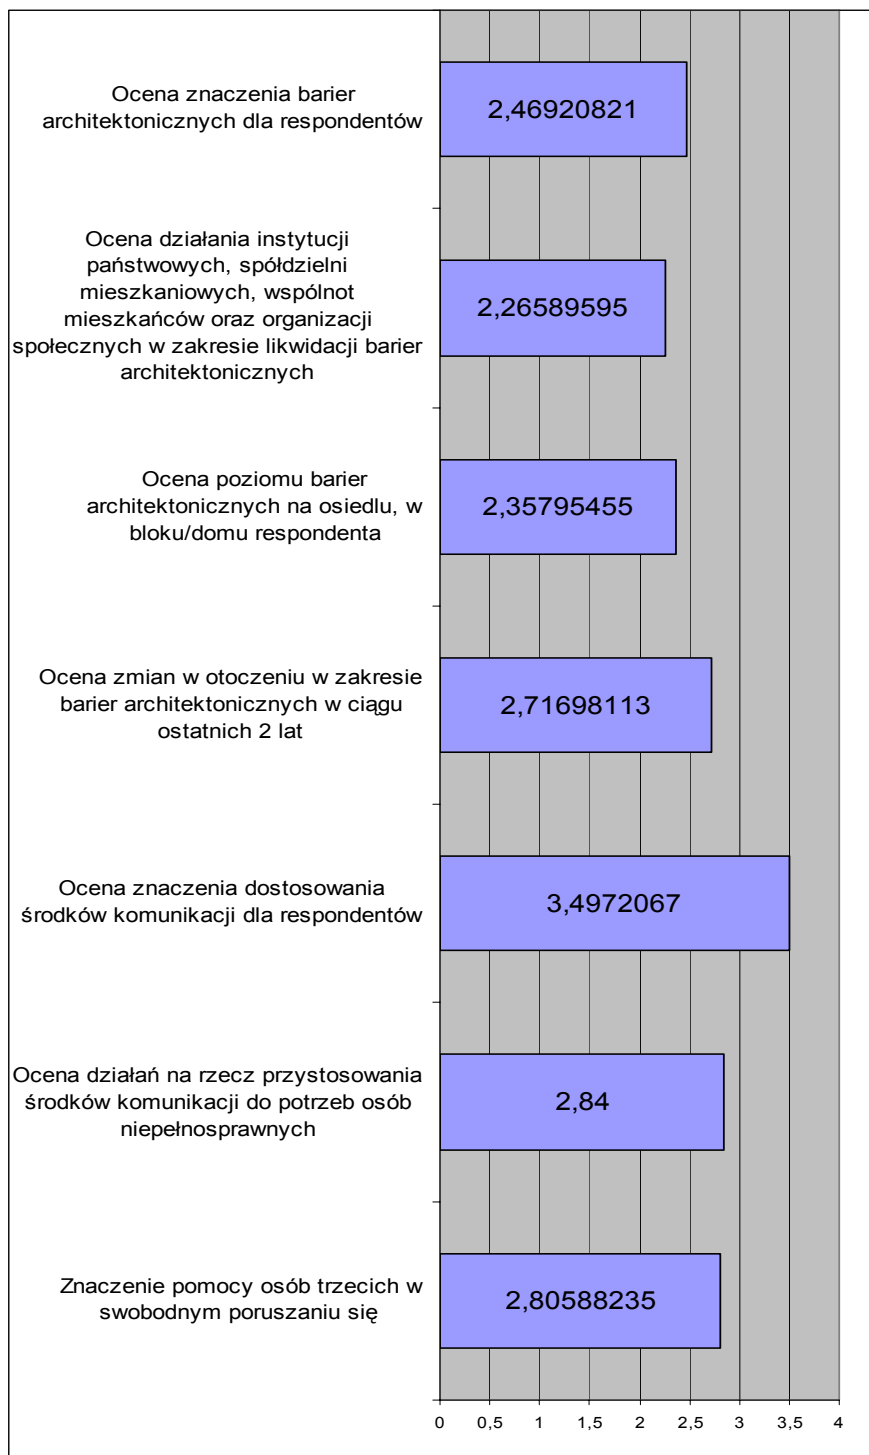 Ocena znaczenia barier
architektonicznych dla respondentów
2,46920821
Ocena działania instytucji
państwowych, spółdzielni
mieszkaniowych, wspólnot
mieszkańców oraz organizacji
społecznych w zakresie likwidacji barier
architektonicznych
2,26589595
Ocena poziomu barier
architektonicznych na osiedlu, w
bloku/domu respondenta
2,35795455
Ocena zmian w otoczeniu w zakresie
barier architektonicznych w ciągu
ostatnich 2 lat
2,71698113
Ocena znaczenia dostosowania
środków komunikacji dla respondentów
3,4972067
Ocena działań na rzecz przystosowania
środków komunikacji do potrzeb osób
niepełnosprawnych
2,84
Znaczenie pomocy osób trzecich w
swobodnym poruszaniu się
2,80588235
0 0,5 1 1,5 2 2,5 3 3,5 4